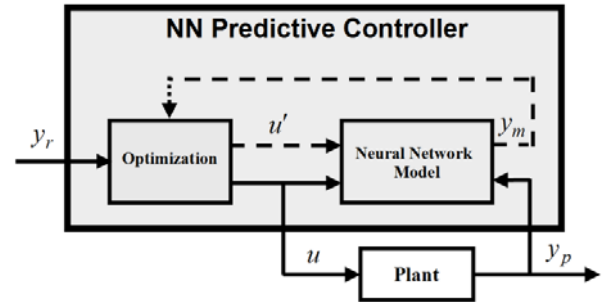 NN Predictive Controller
y_r
Optimization
u'
Neural Network
Model
y_m
u
Plant
y_p